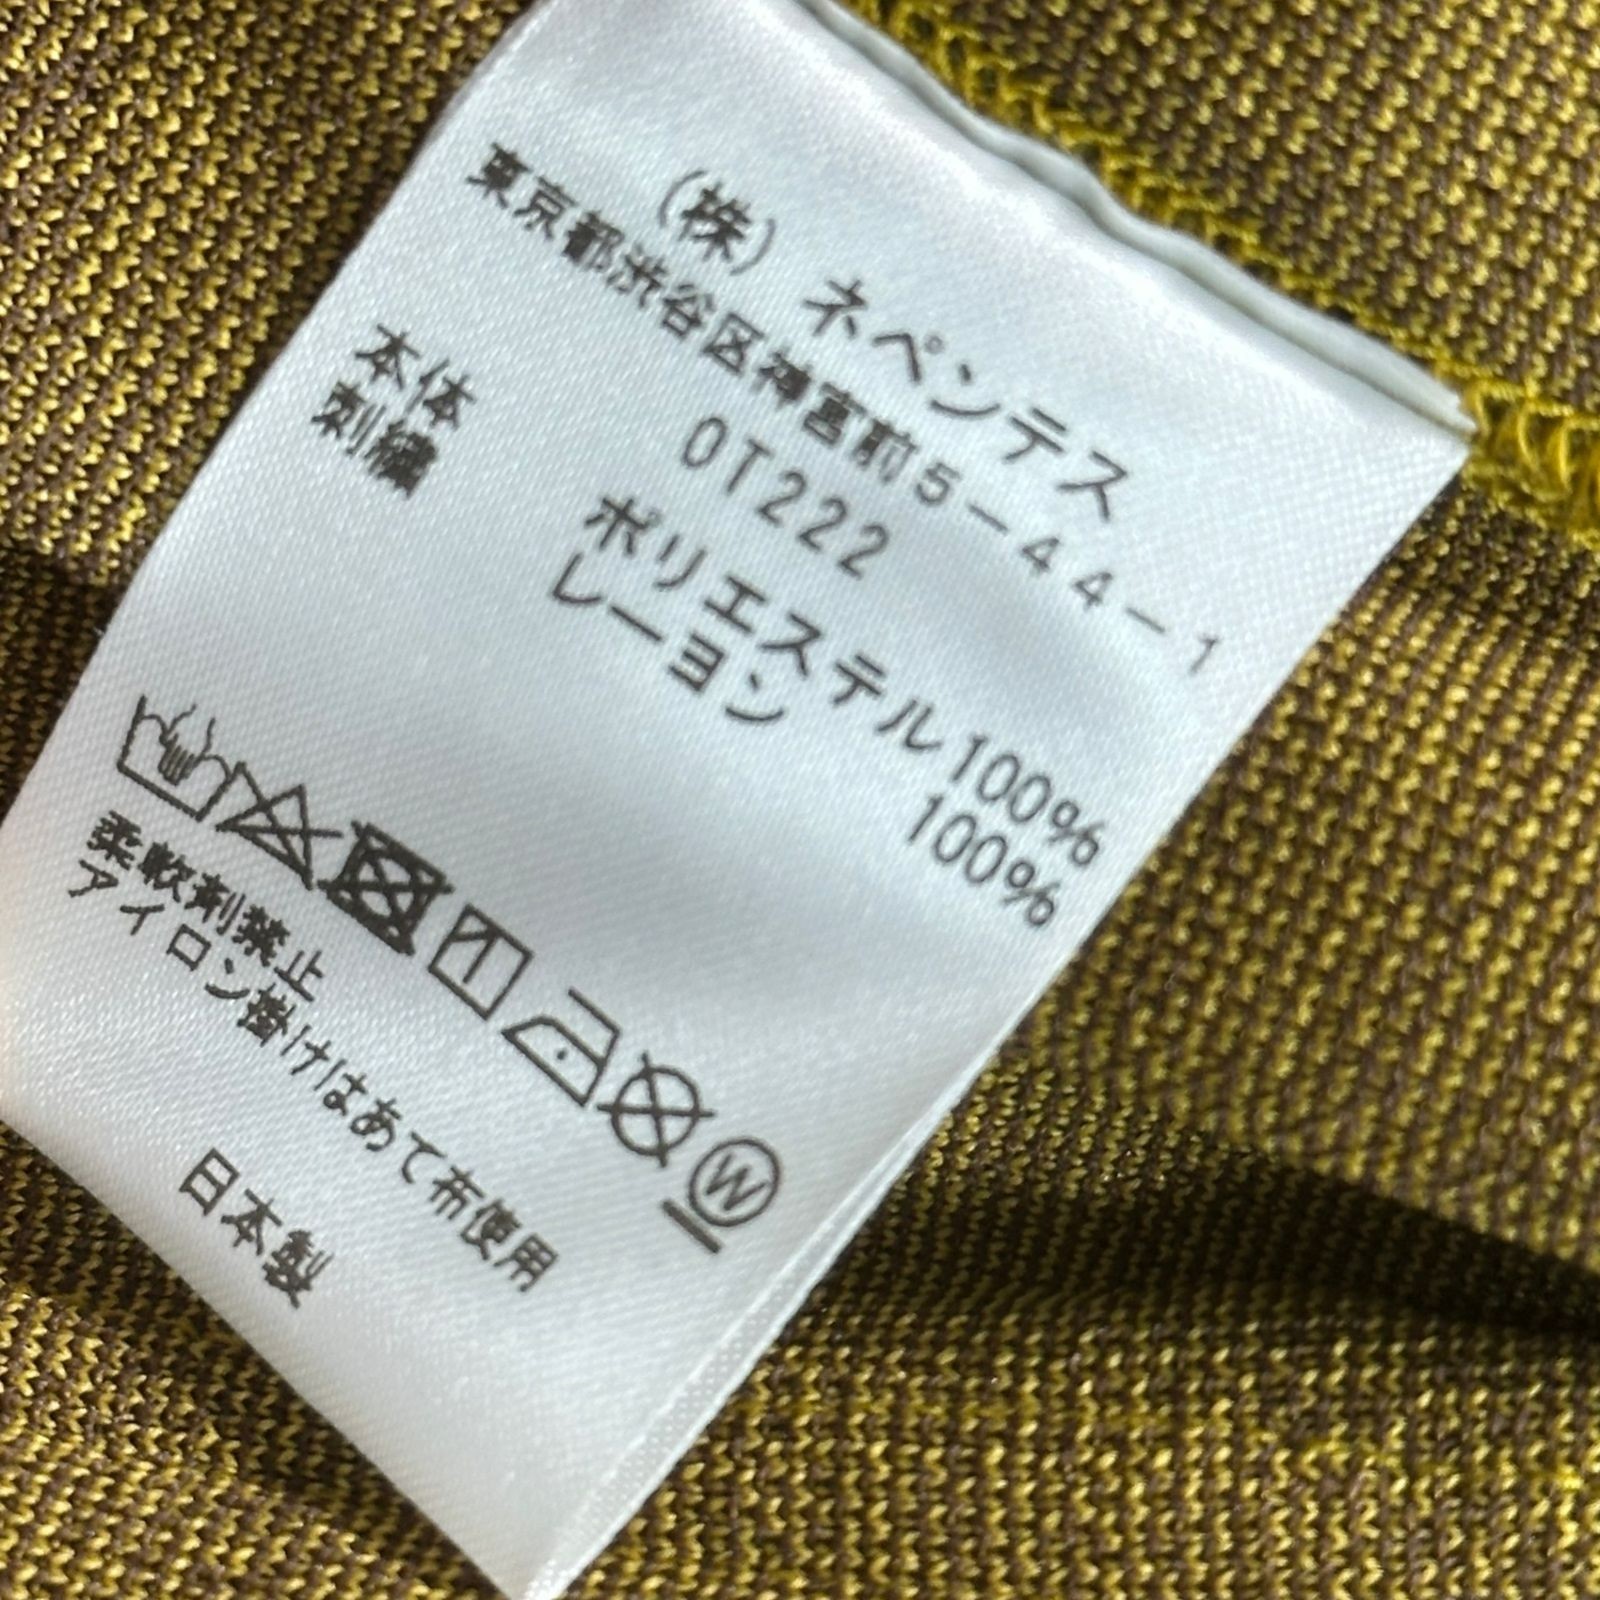 (株) ネペンテス
東京都渋谷区神宮前5-44-1
OT222
本体 ポリエステル100%
刺繍 レーヨン 100%
W
柔軟剤禁止
アイロン掛けはあて布使用
日本製